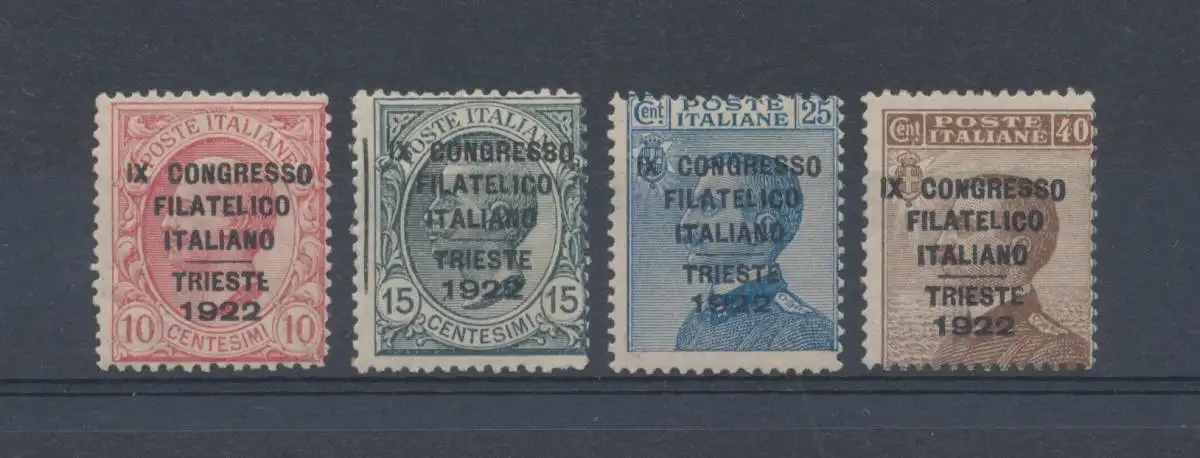 POSTE ITALIANE
IX CONGRESSO
FILATELICO
ITALIANO
TRIESTE
1922
10 CENTESIMI 10
POSTE ITALIANE
IX CONGRESSO
FILATELICO
ITALIANO
TRIESTE
1922
15 CENTESIMI 15
Cent POSTE 25
ITALIANE
IX CONGRESSO
FILATELICO
ITALIANO
TRIESTE
1922
Cent POSTE 40
ITALIANE
IX CONGRESSO
FILATELICO
ITALIANO
TRIESTE
1922